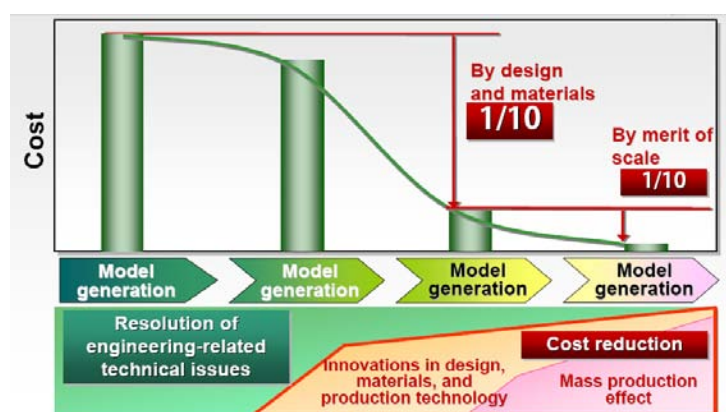 Cost
By design
and materials
1/10
By merit of
scale
1/10
Model
generation
Model
generation
Model
generation
Model
generation
Resolution of
engineering-related
technical issues
Innovations in design,
materials, and
production technology
Cost reduction
Mass production
effect